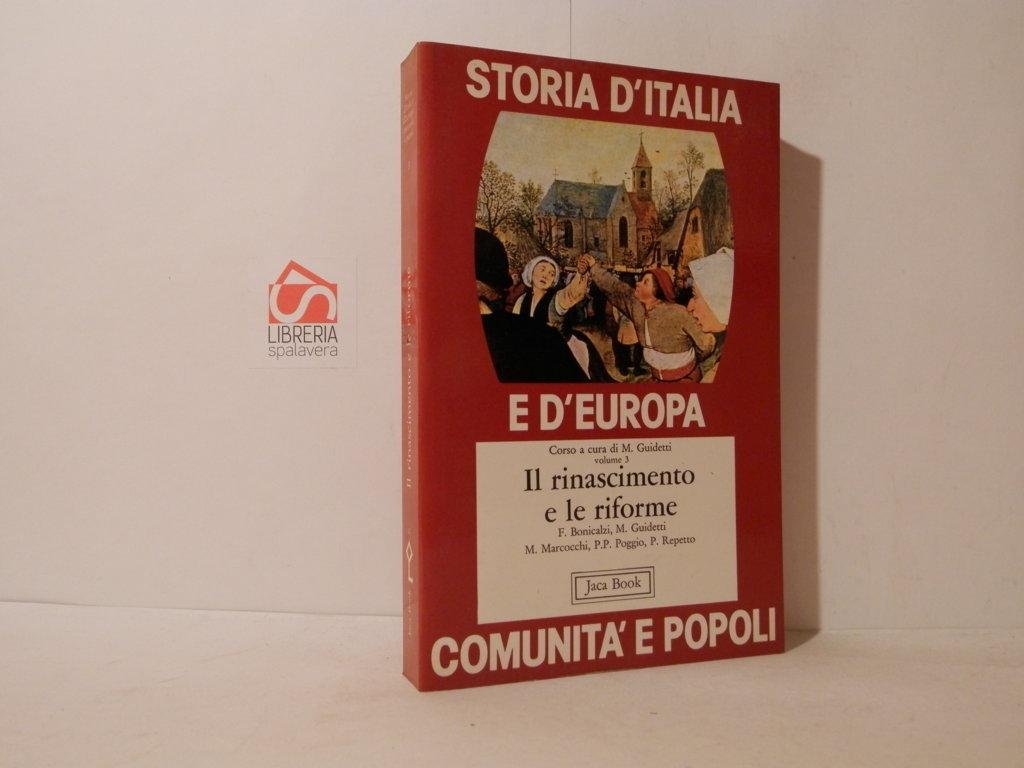 LIBRERIA
spalavera
Il rinascimento e le riforme
STORIA D'ITALIA
E D'EUROPA
Corso a cura di M. Guidetti
volume 3
Il rinascimento
e le riforme
F. Bonicalzi, M. Guidetti
M. Marcocchi, P.P. Poggio, P. Repetto
Jaca Book
COMUNITA' E POPOLI